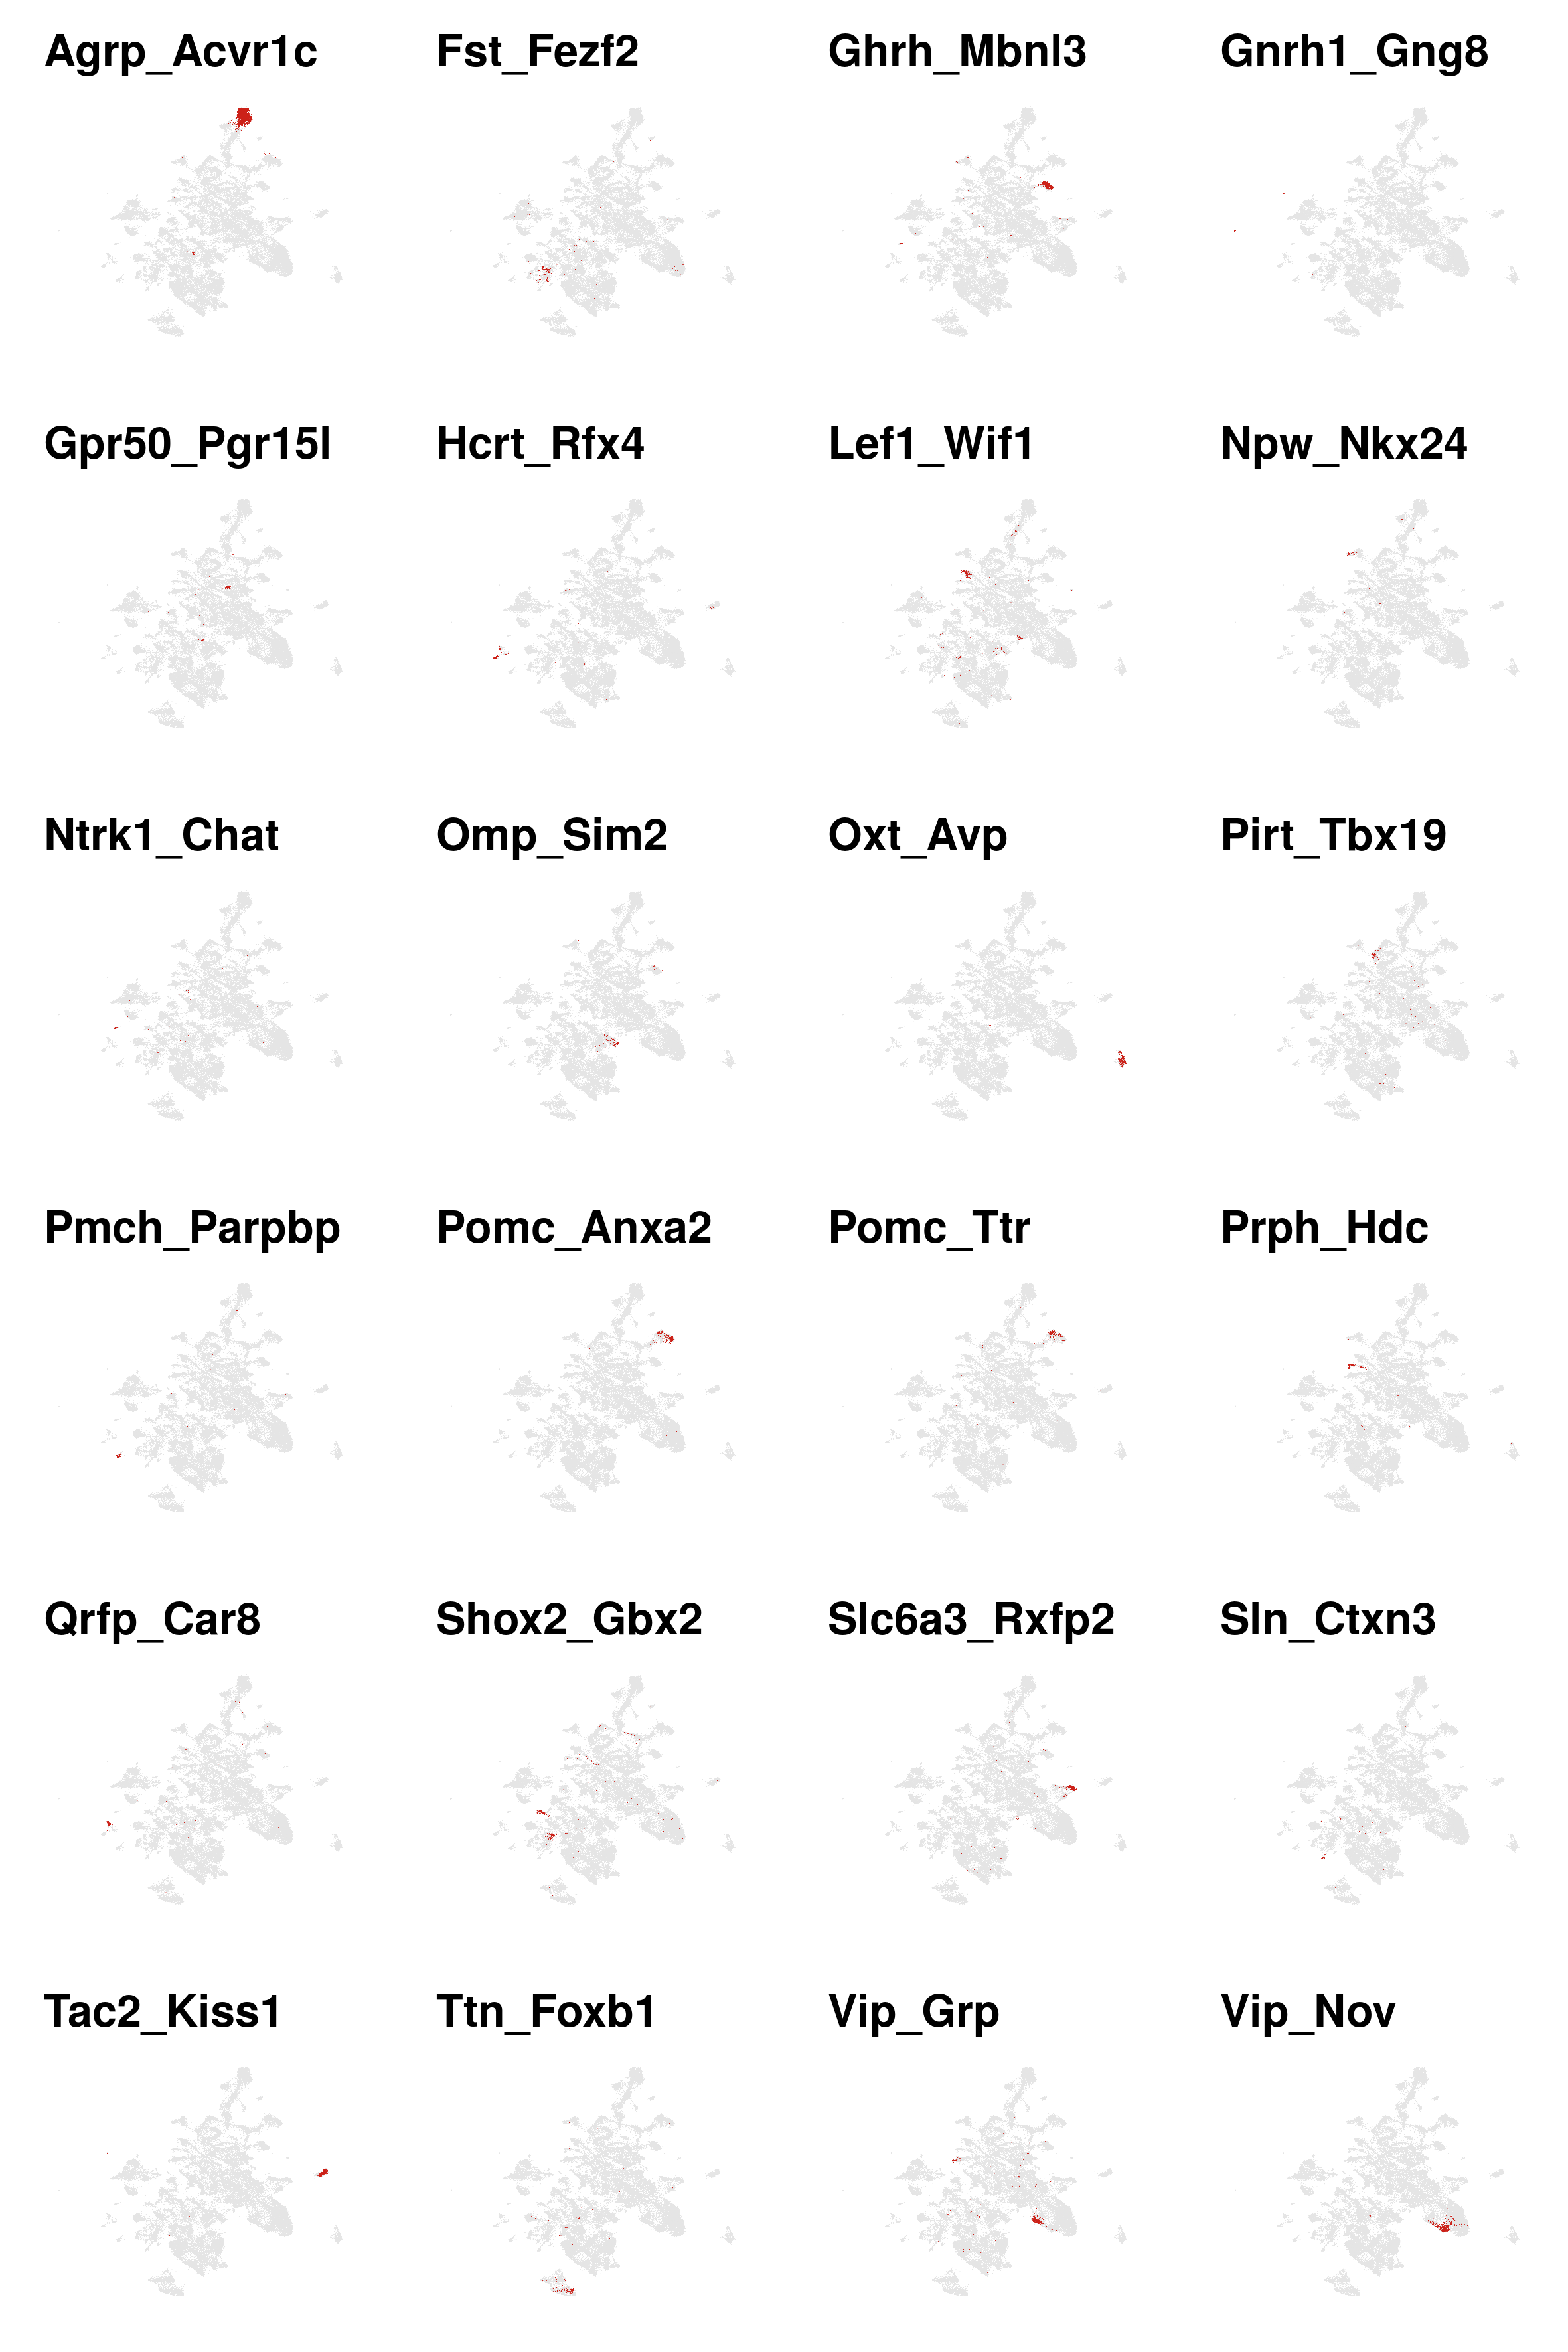 Agrp_Acvr1c
Fst_Fezf2
Ghrh_Mbnl3
Gnrh1_Gng8
Gpr50_Pgr15l
Hcrt_Rfx4
Lef1_Wif1
Npw_Nkx24
Ntrk1_Chat
Omp_Sim2
Oxt_Avp
Pirt_Tbx19
Pmch_Parpbp
Pomc_Anxa2
Pomc_Ttr
Prph_Hdc
Qrfp_Car8
Shox2_Gbx2
Slc6a3_Rxfp2
Sln_Ctxn3
Tac2_Kiss1
Ttn_Foxb1
Vip_Grp
Vip_Nov